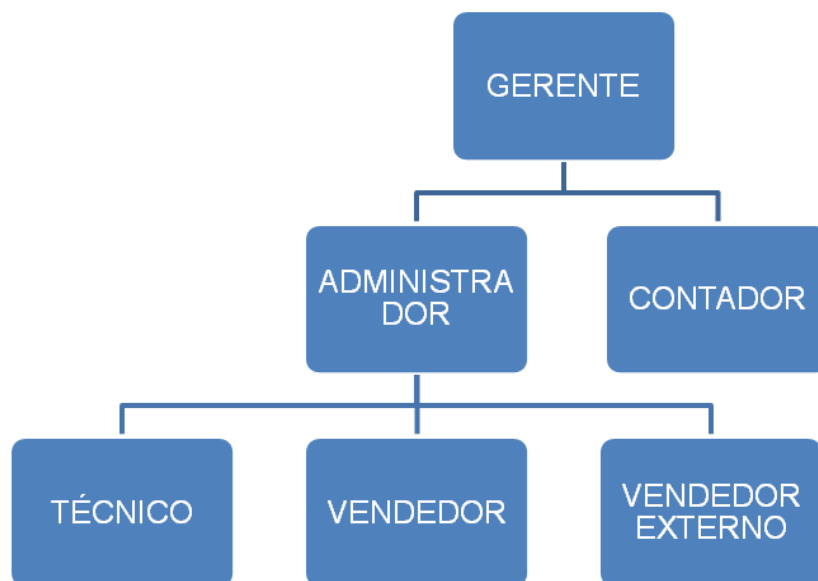 GERENTE
ADMINISTRA
DOR
CONTADOR
TÉCNICO
VENDEDOR
VENDEDOR
EXTERNO